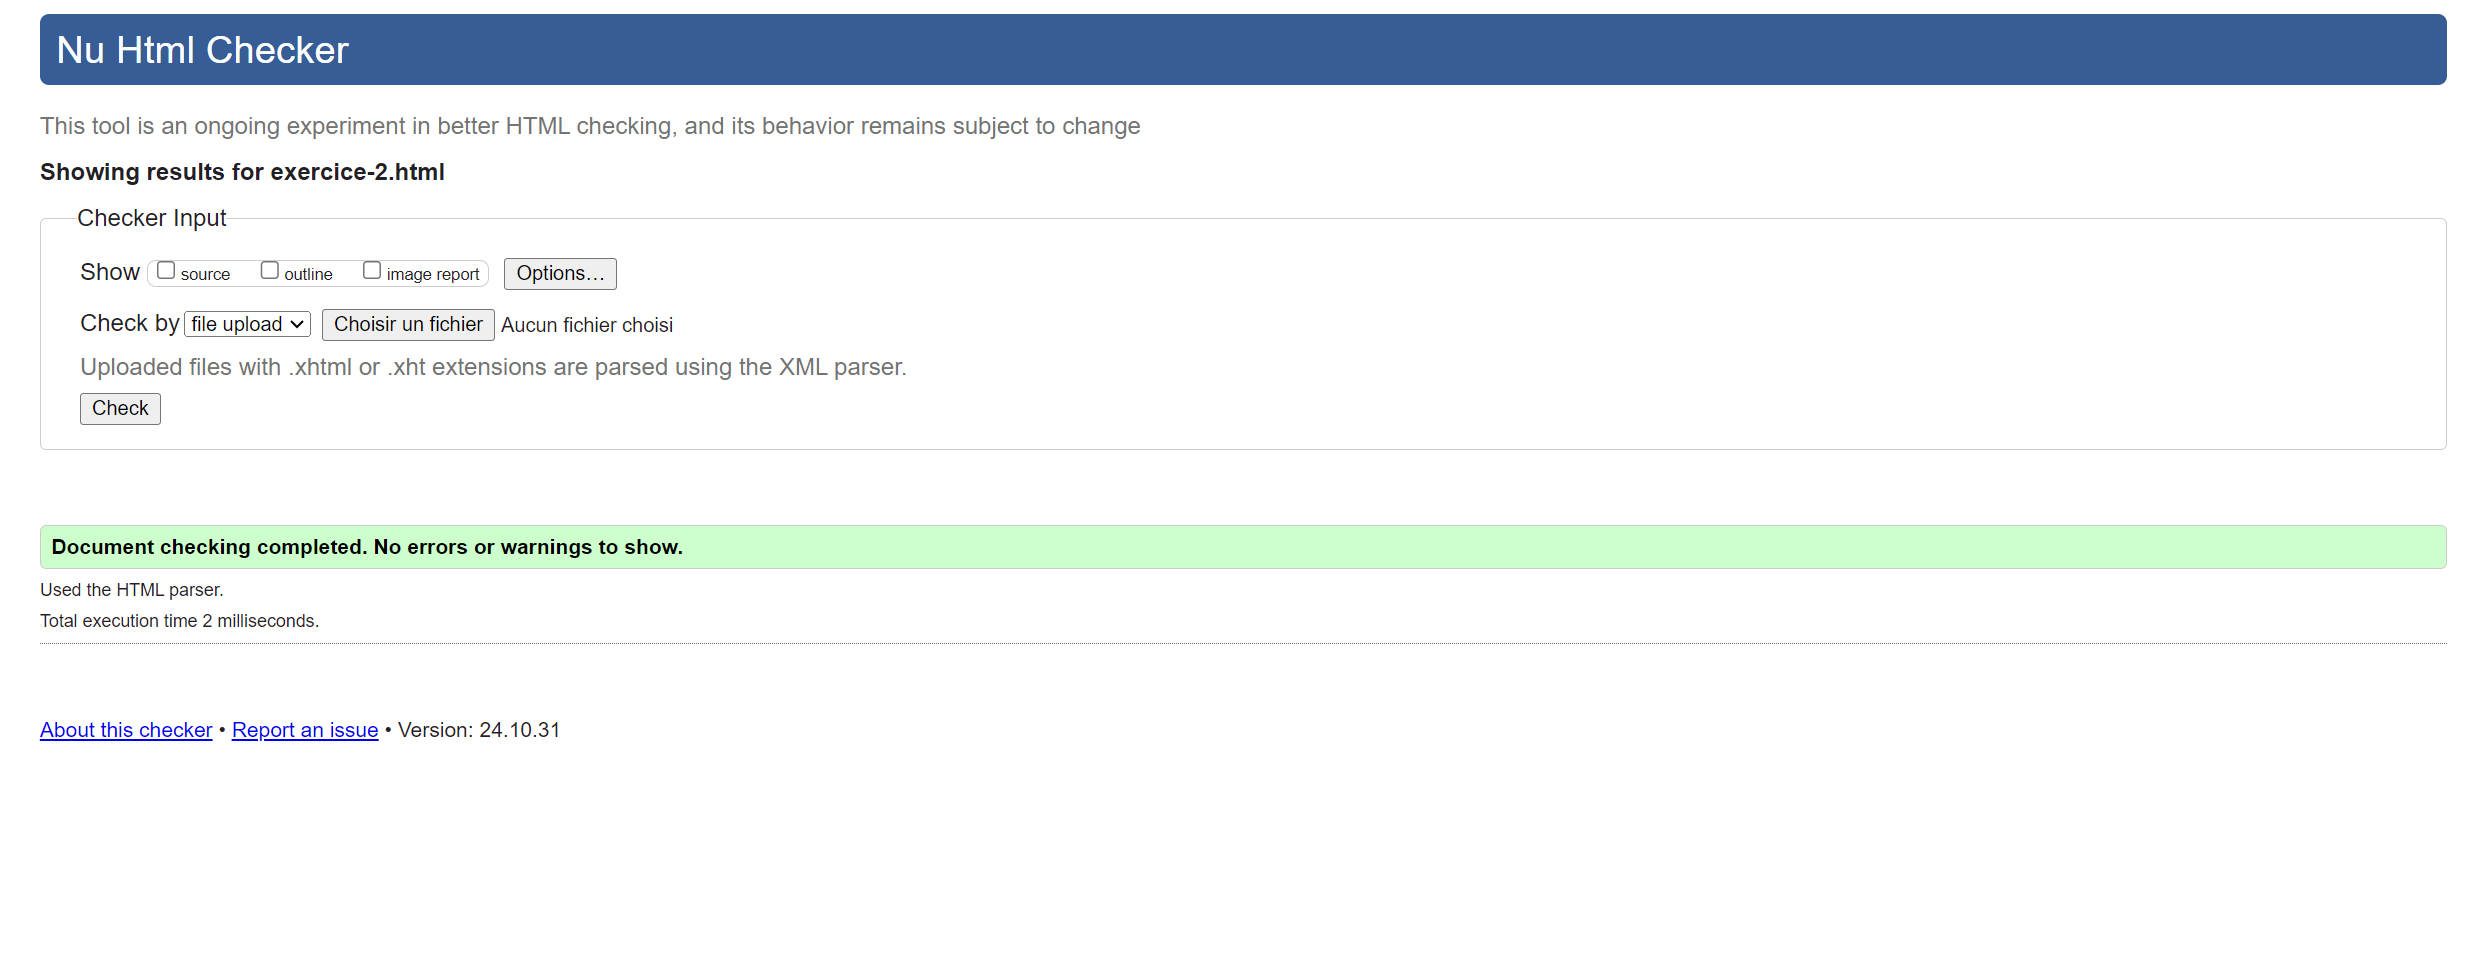 Nu Html Checker
This tool is an ongoing experiment in better HTML checking, and its behavior remains subject to change
Showing results for exercice-2.html
Checker Input
Show source outline image report Options...
Check by file upload Choisir un fichier Aucun fichier choisi
Uploaded files with .xhtml or .xht extensions are parsed using the XML parser.
Check
Document checking completed. No errors or warnings to show.
Used the HTML parser.
Total execution time 2 milliseconds.
About this checker • Report an issue • Version: 24.10.31